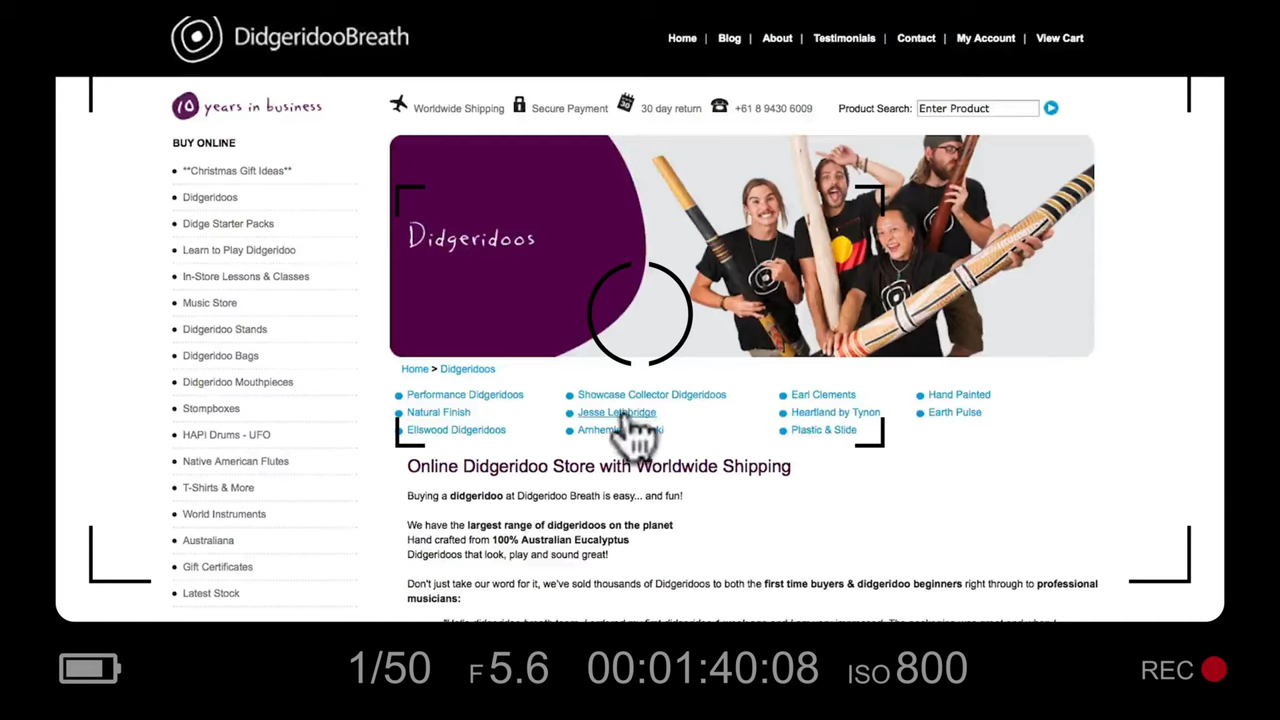 DidgeridooBreath
Home | Blog | About | Testimonials | Contact | My Account | View Cart
10 years in business
Worldwide Shipping Secure Payment 30 day return +61 8 9430 6009 Product Search: Enter Product
BUY ONLINE
**Christmas Gift Ideas**
Didgeridoos
Didge Starter Packs
Learn to Play Didgeridoo
In-Store Lessons & Classes
Music Store
Didgeridoo Stands
Didgeridoo Bags
Didgeridoo Mouthpieces
Stompboxes
HAPI Drums - UFO
Native American Flutes
T-Shirts & More
World Instruments
Australiana
Gift Certificates
Latest Stock
Didgeridoos
Home > Didgeridoos
Performance Didgeridoos Showcase Collector Didgeridoos Earl Clements Hand Painted
Natural Finish Jesse Lethbridge Heartland by Tynon Earth Pulse
Ellswood Didgeridoos Plastic & Slide
Online Didgeridoo Store with Worldwide Shipping
Buying a didgeridoo at Didgeridoo Breath is easy... and fun!
We have the largest range of didgeridoos on the planet
Hand crafted from 100% Australian Eucalyptus
Didgeridoos that look, play and sound great!
Don't just take our word for it, we've sold thousands of Didgeridoos to both the first time buyers & didgeridoo beginners right through to professional
musicians:
1/50 F 5.6 00:01:40:08 ISO 800 REC